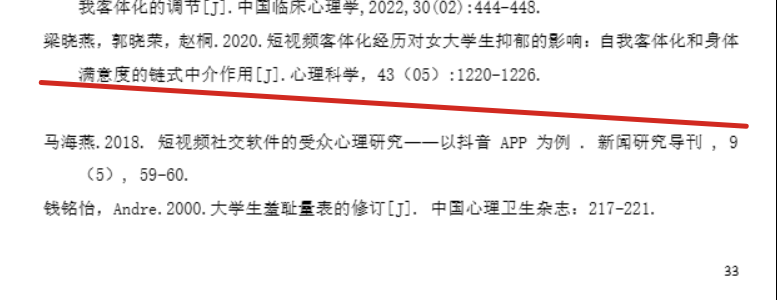 我客体化的调节[J].中国临床心理学,2022,30(02):444-448.
梁晓燕，郭晓荣，赵桐.2020.短视频客体化经历对女大学生抑郁的影响：自我客体化和身体
满意度的链式中介作用[J].心理科学，43（05）:1220-1226.
马海燕.2018. 短视频社交软件的受众心理研究——以抖音 APP 为例 . 新闻研究导刊 , 9
（5）, 59-60.
钱铭怡，Andre.2000.大学生羞耻量表的修订[J]. 中国心理卫生杂志：217-221.
33